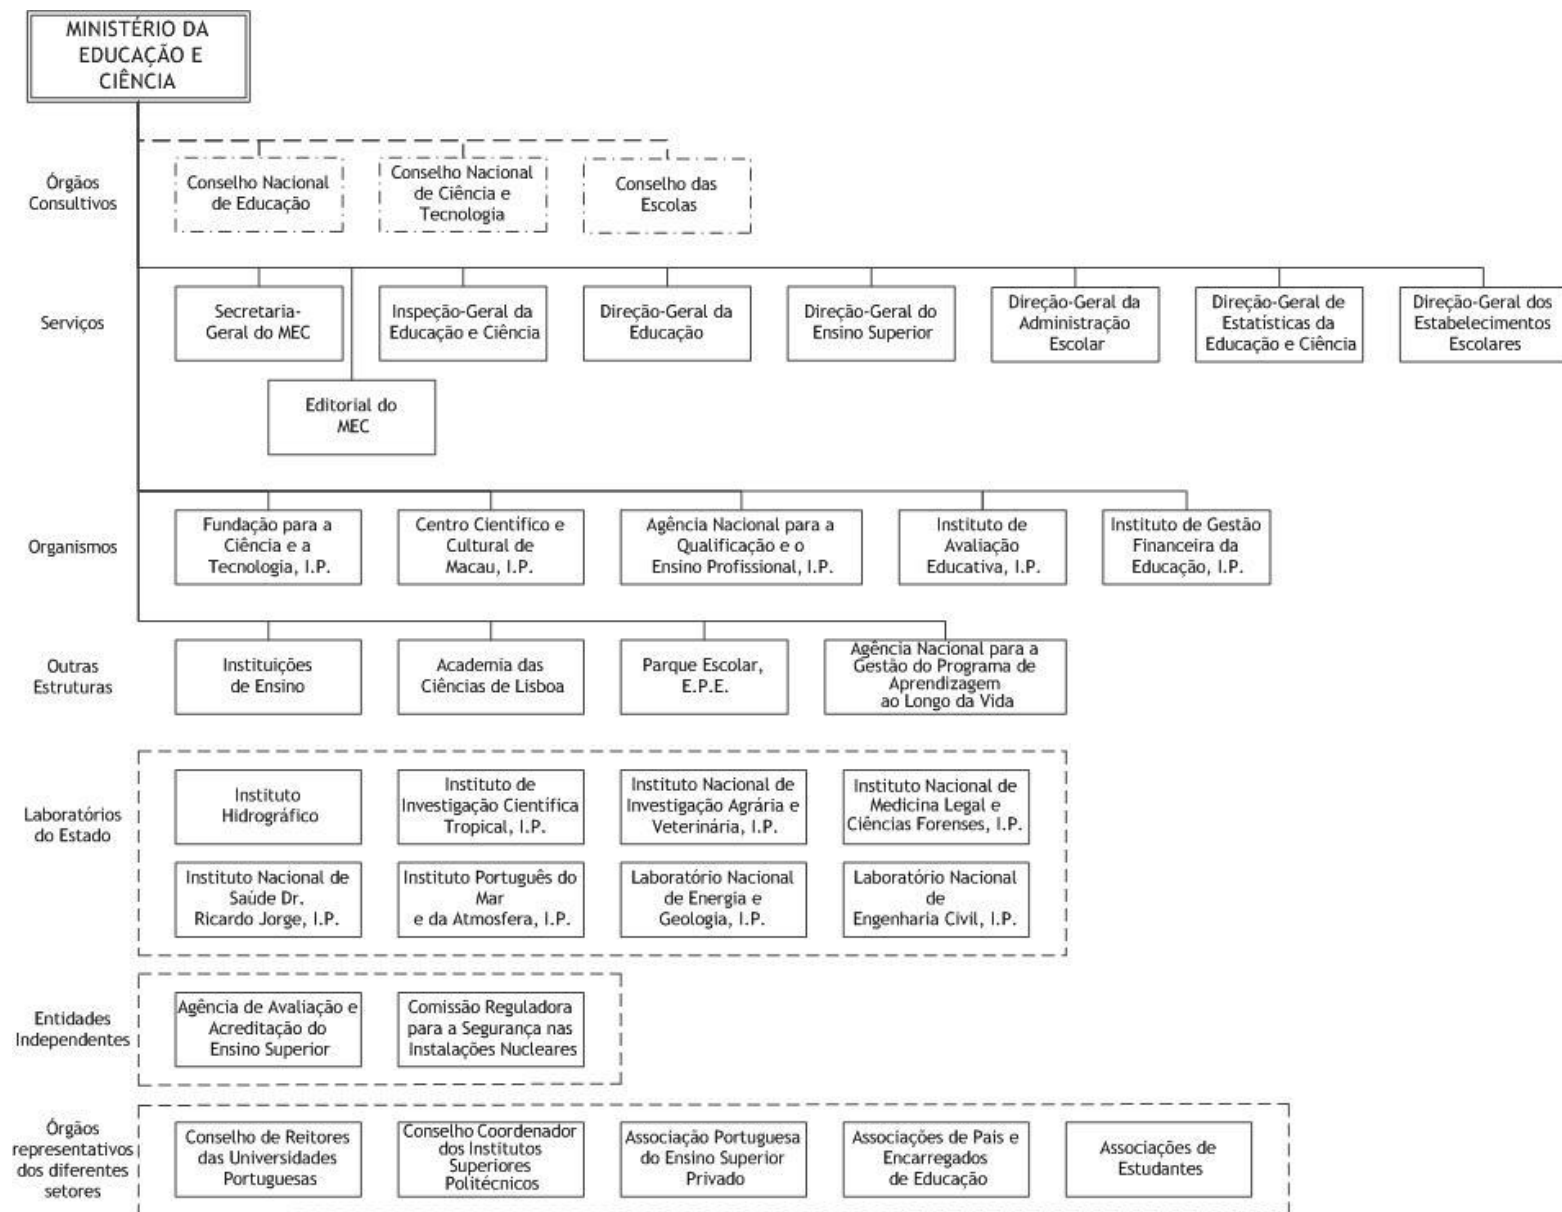 MINISTÉRIO DA
EDUCAÇÃO E
CIÊNCIA
Órgãos
Consultivos
Conselho Nacional
de Educação
Conselho Nacional
de Ciência e
Tecnologia
Conselho das
Escolas
Serviços
Secretaria-
Geral do MEC
Inspeção-Geral da
Educação e Ciência
Direção-Geral da
Educação
Direção-Geral do
Ensino Superior
Direção-Geral da
Administração
Escolar
Direção-Geral de
Estatísticas da
Educação e Ciência
Direção-Geral dos
Estabelecimentos
Escolares
Editorial do
MEC
Organismos
Fundação para a
Ciência e a
Tecnologia, I.P.
Centro Científico e
Cultural de
Macau, I.P.
Agência Nacional para a
Qualificação e o
Ensino Profissional, I.P.
Instituto de
Avaliação
Educativa, I.P.
Instituto de Gestão
Financeira da
Educação, I.P.
Outras
Estruturas
Instituições
de Ensino
Academia das
Ciências de Lisboa
Parque Escolar,
E.P.E.
Agência Nacional para a
Gestão do Programa de
Aprendizagem
ao Longo da Vida
Laboratórios
do Estado
Instituto
Hidrográfico
Instituto de
Investigação Científica
Tropical, I.P.
Instituto Nacional de
Investigação Agrária e
Veterinária, I.P.
Instituto Nacional de
Medicina Legal e
Ciências Forenses, I.P.
Instituto Nacional de
Saúde Dr.
Ricardo Jorge, I.P.
Instituto Português do
Mar
e da Atmosfera, I.P.
Laboratório Nacional
de Energia e
Geologia, I.P.
Laboratório Nacional
de
Engenharia Civil, I.P.
Entidades
Independentes
Agência de Avaliação e
Acreditação do
Ensino Superior
Comissão Reguladora
para a Segurança nas
Instalações Nucleares
Órgãos
representativos
dos diferentes
setores
Conselho de Reitores
das Universidades
Portuguesas
Conselho Coordenador
dos Institutos
Superiores
Politécnicos
Associação Portuguesa
do Ensino Superior
Privado
Associações de Pais e
Encarregados
de Educação
Associações de
Estudantes